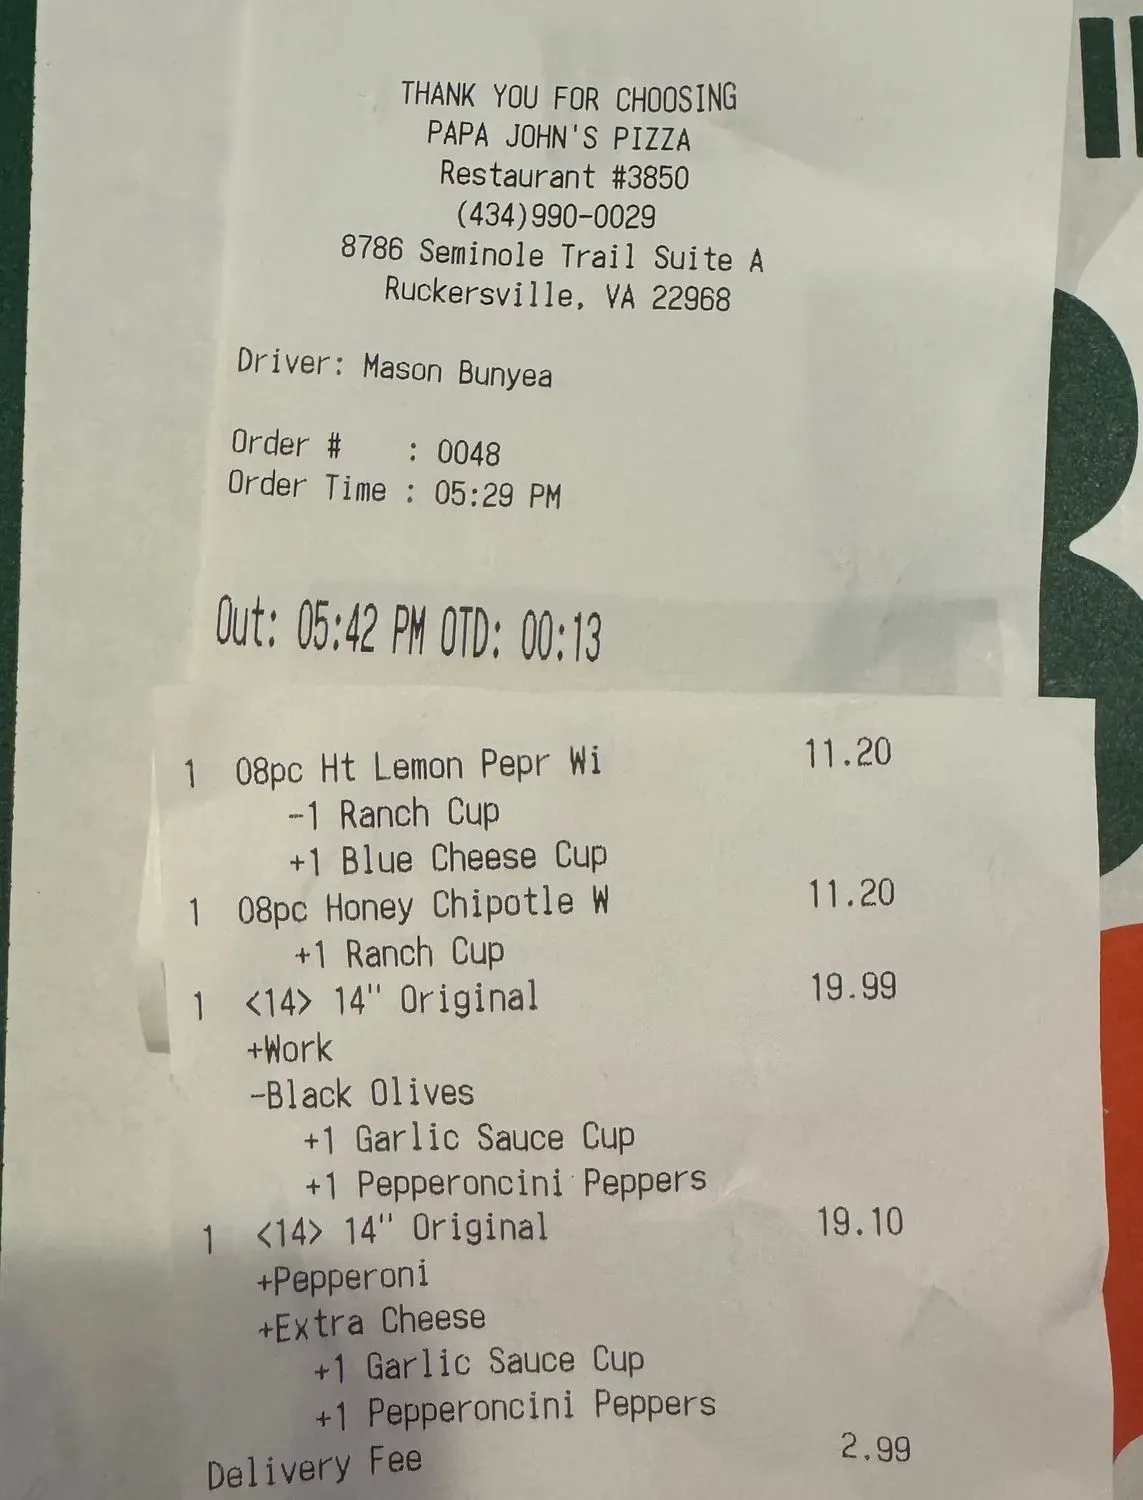 THANK YOU FOR CHOOSING
PAPA JOHN'S PIZZA
Restaurant #3850
(434)990-0029
8786 Seminole Trail Suite A
Ruckersville, VA 22968
Driver: Mason Bunyea
Order # : 0048
Order Time : 05:29 PM
Out: 05:42 PM OTD: 00:13
1 08pc Ht Lemon Pepr Wi 11.20
-1 Ranch Cup
+1 Blue Cheese Cup
1 08pc Honey Chipotle W 11.20
+1 Ranch Cup
1 <14> 14" Original 19.99
+Work
-Black Olives
+1 Garlic Sauce Cup
+1 Pepperoncini Peppers
1 <14> 14" Original 19.10
+Pepperoni
+Extra Cheese
+1 Garlic Sauce Cup
+1 Pepperoncini Peppers
Delivery Fee 2.99